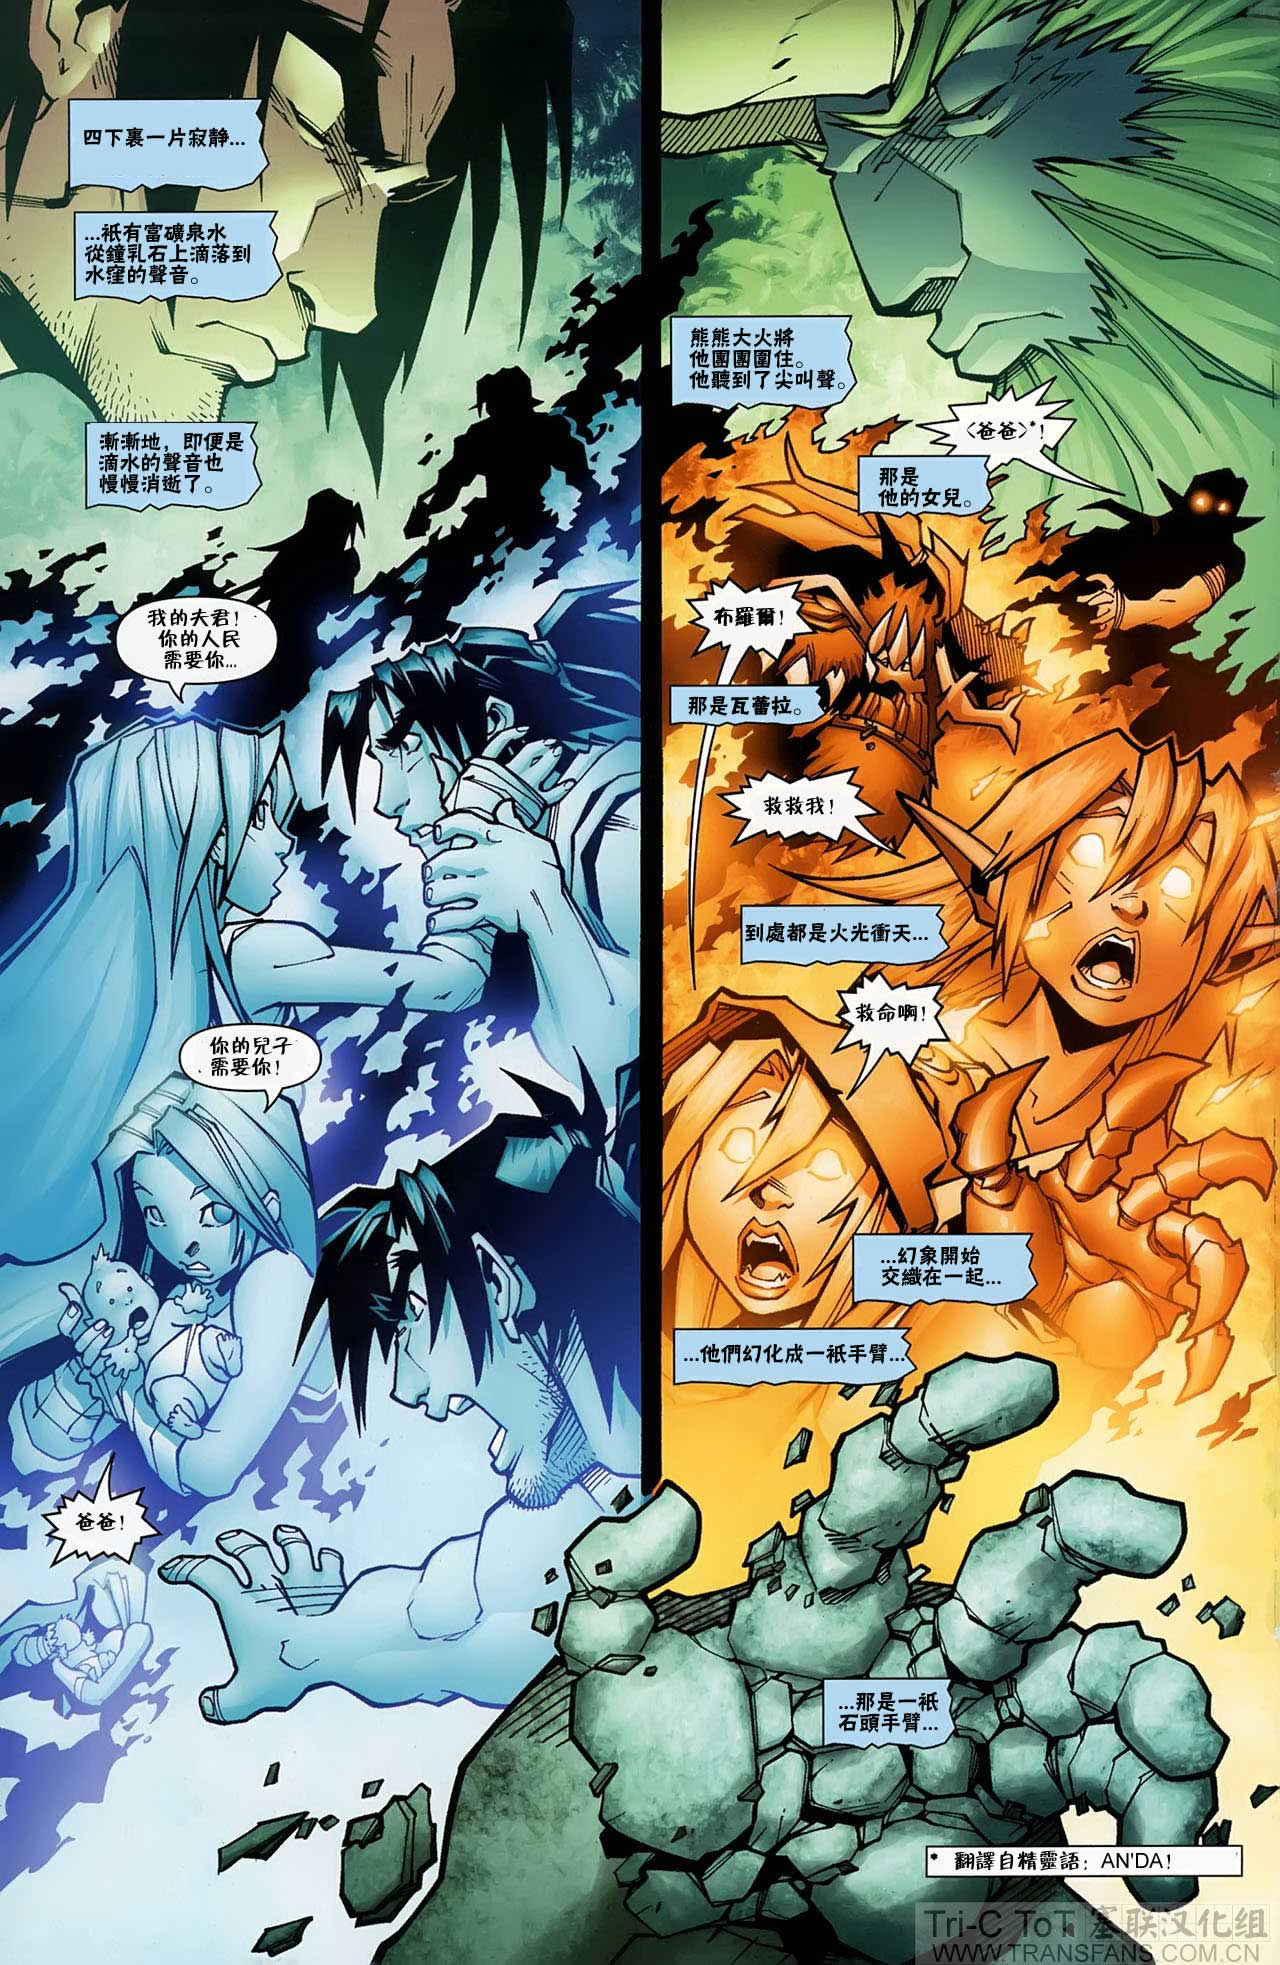 四下裏一片寂靜...
...衹有富礦泉水
從鐘乳石上滴落到
水窪的聲音。
漸漸地，即便是
滴水的聲音也
慢慢消逝了。
我的夫君！
你的人民
需要你...
你的兒子
需要你！
爸爸！
熊熊大火將
他團團圍住。
他聽到了尖叫聲。
〈爸爸〉*！
那是
他的女兒。
布羅爾！
那是瓦蕾拉。
救救我！
到處都是火光衝天...
救命啊！
...幻象開始
交織在一起...
...他們幻化成一衹手臂...
...那是一衹
石頭手臂...
* 翻譯自精靈語：AN'DA！
Tri-C ToT 塞联汉化组
WWW.TRANSFANS.COM.CN